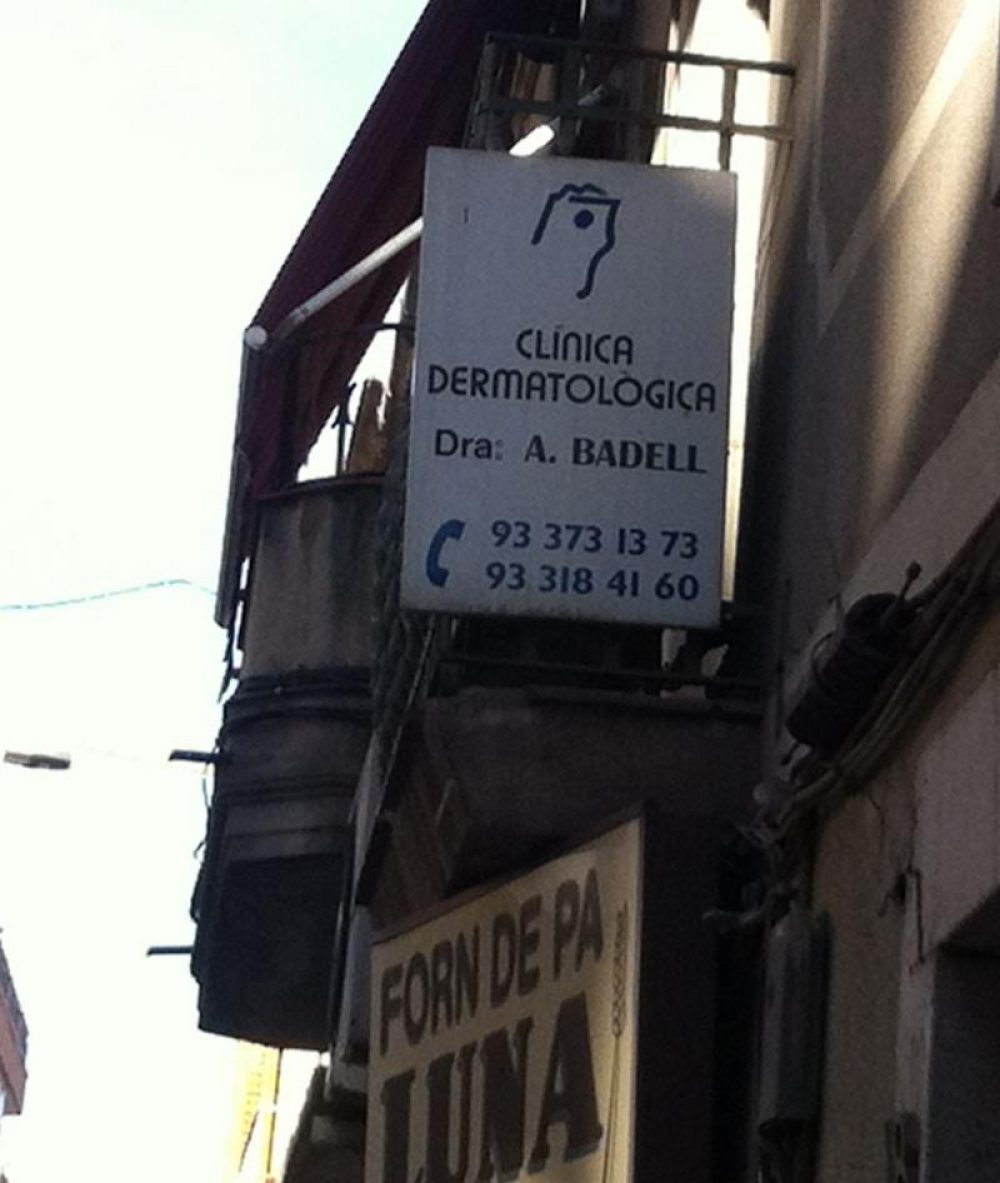 CLÍNICA
DERMATOLÒGICA
Dra: A. BADELL
93 373 13 73
93 318 41 60
FORN DE PA
LUNA